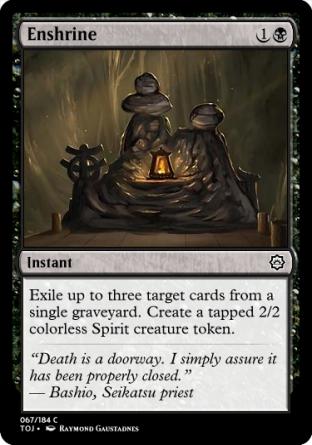 Enshrine 1
Instant
Exile up to three target cards from a
single graveyard. Create a tapped 2/2
colorless Spirit creature token.
“Death is a doorway. I simply assure it
has been properly closed.”
— Bashio, Seikatsu priest
067/184 C
TOJ • Raymond Gaustadnes